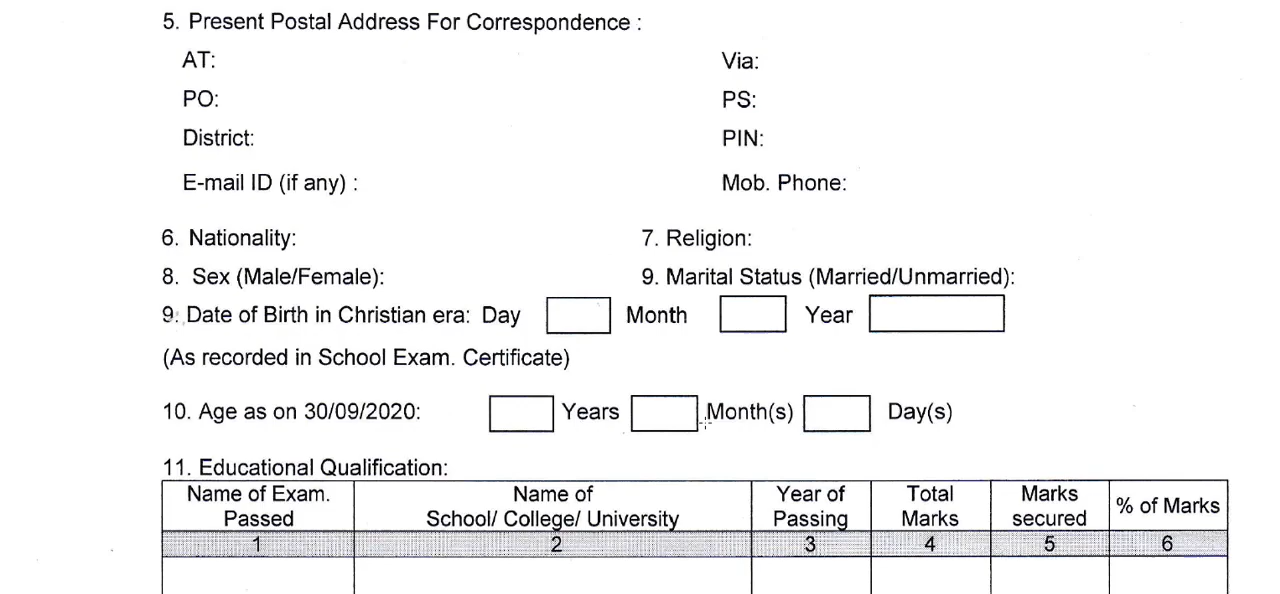 5. Present Postal Address For Correspondence :
AT: Via:
PO: PS:
District: PIN:
E-mail ID (if any) : Mob. Phone:
6. Nationality: 7. Religion:
8. Sex (Male/Female): 9. Marital Status (Married/Unmarried):
9. Date of Birth in Christian era: Day Month Year
(As recorded in School Exam. Certificate)
10. Age as on 30/09/2020: Years Month(s) Day(s)
11. Educational Qualification:
Name of Exam. Name of Year of Total Marks % of Marks
Passed School/ College/ University Passing Marks secured
1 2 3 4 5 6